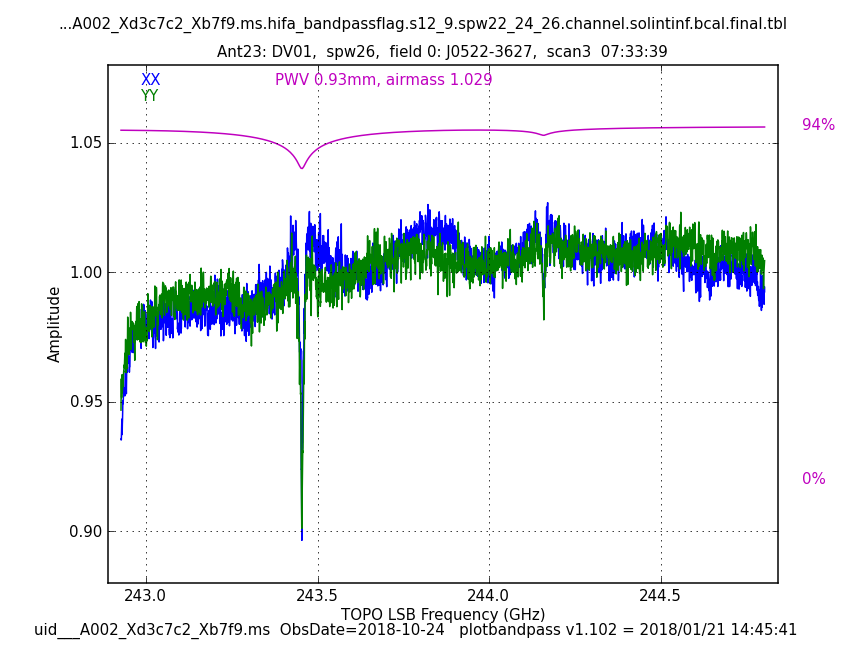 ...A002_Xd3c7c2_Xb7f9.ms.hifa_bandpassflag.s12_9.spw22_24_26.channel.solintinf.bcal.final.tbl
Ant23: DV01,  spw26,  field 0: J0522-3627,  scan3  07:33:39
XX
PWV 0.93mm, airmass 1.029
YY
94%
0%
1.05
1.00
0.95
0.90
Amplitude
243.0
243.5
244.0
244.5
TOPO LSB Frequency (GHz)
uid___A002_Xd3c7c2_Xb7f9.ms  ObsDate=2018-10-24   plotbandpass v1.102 = 2018/01/21 14:45:41